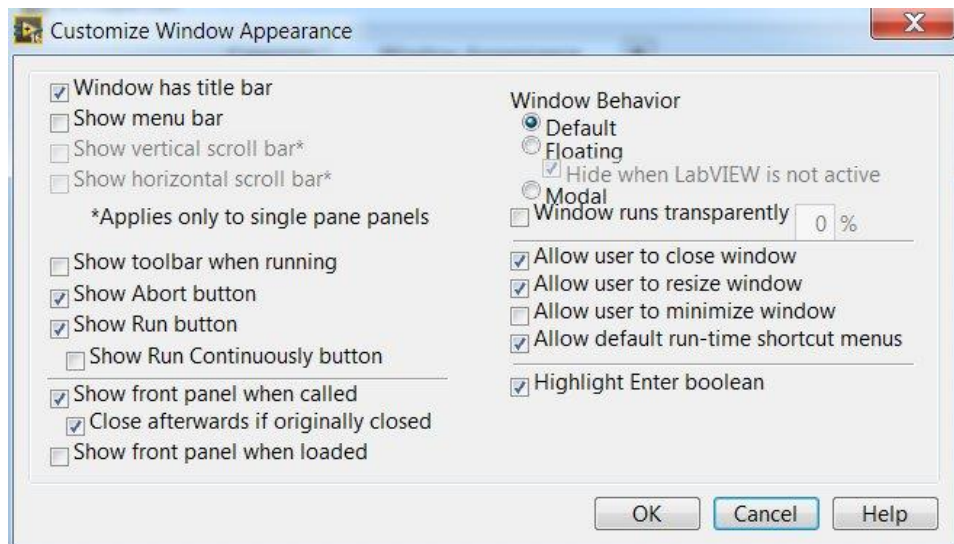 Customize Window Appearance
Window has title bar
Show menu bar
Show vertical scroll bar*
Show horizontal scroll bar*
*Applies only to single pane panels
Show toolbar when running
Show Abort button
Show Run button
Show Run Continuously button
Show front panel when called
Close afterwards if originally closed
Show front panel when loaded
Window Behavior
Default
Floating
Hide when LabVIEW is not active
Modal
Window runs transparently 0 %
Allow user to close window
Allow user to resize window
Allow user to minimize window
Allow default run-time shortcut menus
Highlight Enter boolean
OK Cancel Help